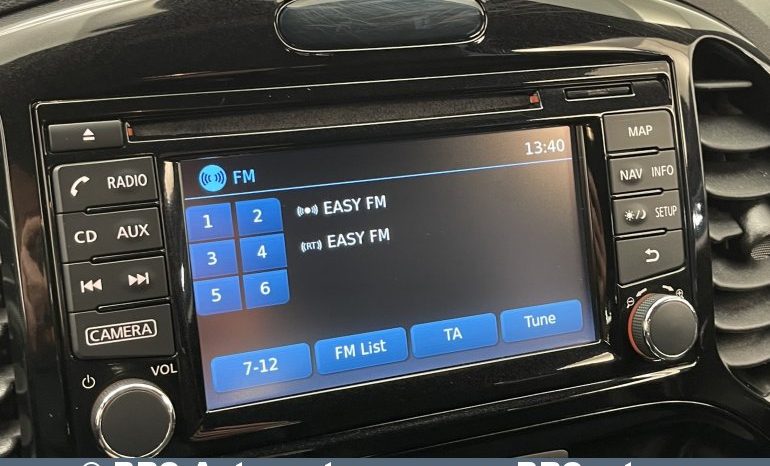 13:40
FM
1 2
EASY FM
3 4
RT EASY FM
5 6
7-12 FM List TA Tune
RADIO
CD AUX
CAMERA
VOL
MAP
NAV INFO
SETUP